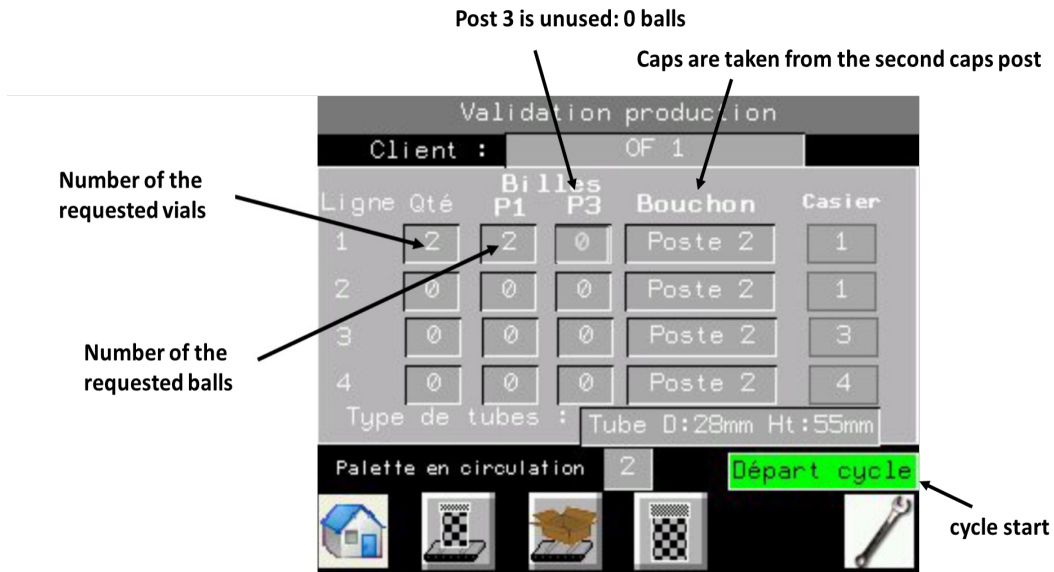 Post 3 is unused: 0 balls
Caps are taken from the second caps post
Validation production
Client : OF 1
Number of the
requested vials
Billes
Ligne Qté P1 P3 Bouchon Casier
1 2 2 0 Poste 2 1
2 0 0 0 Poste 2 1
3 0 0 0 Poste 2 3
4 0 0 0 Poste 2 4
Number of the
requested balls
Type de tubes : Tube D:28mm Ht:55mm
Palette en circulation 2 Départ cycle
cycle start